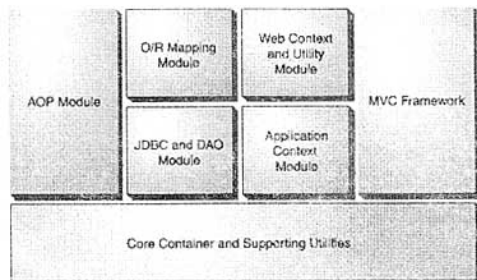 AOP Module
O/R Mapping
Module
Web Context
and Utility
Module
MVC Framework
JDBC and DAO
Module
Application
Context
Module
Core Container and Supporting Utilities